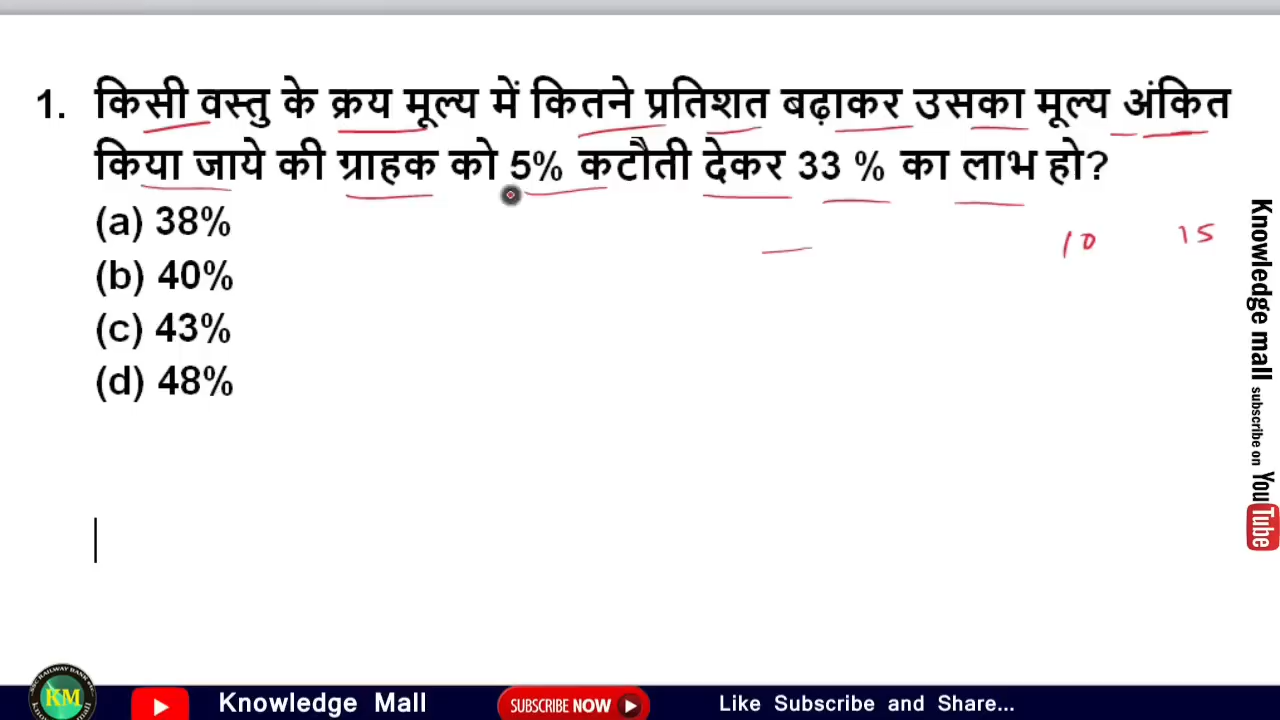 1. किसी वस्तु के क्रय मूल्य में कितने प्रतिशत बढ़ाकर उसका मूल्य अंकित
किया जाये की ग्राहक को 5% कटौती देकर 33 % का लाभ हो?
(a) 38%
10 15
(b) 40%
(c) 43%
(d) 48%
Knowledge mall subscribe on YouTube
KM
Knowledge Mall
SUBSCRIBE NOW
Like Subscribe and Share...